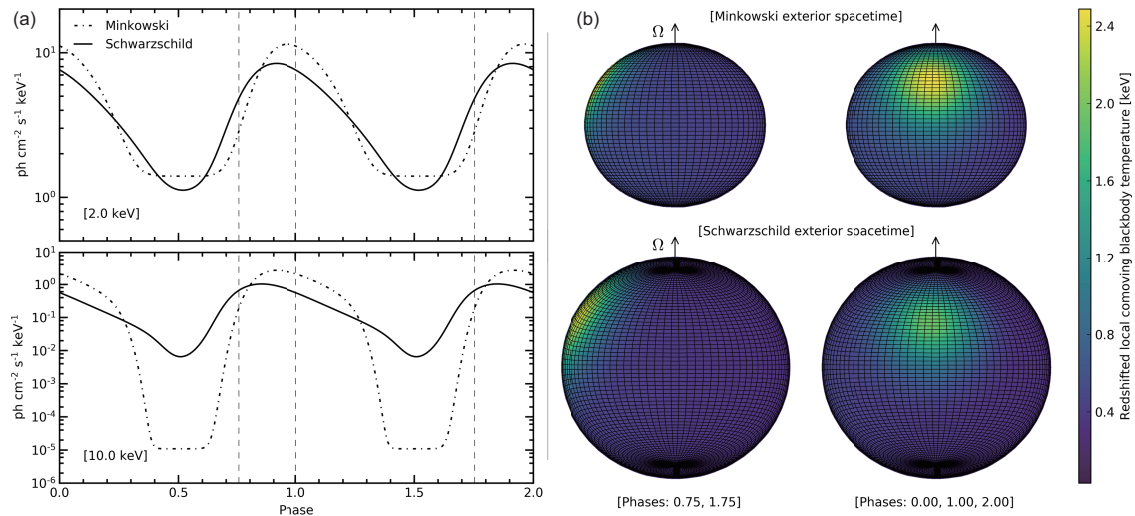 (a)
Minkowski
Schwarzschild
10¹
10⁰
ph cm⁻² s⁻¹ keV⁻¹
[2.0 keV]
10¹
10⁰
10⁻¹
10⁻²
10⁻³
10⁻⁴
10⁻⁵
10⁻⁶
ph cm⁻² s⁻¹ keV⁻¹
[10.0 keV]
0.0 0.5 1.0 1.5 2.0
Phase
(b)
[Minkowski exterior spacetime]
Ω
[Schwarzschild exterior spacetime]
Ω
[Phases: 0.75, 1.75] [Phases: 0.00, 1.00, 2.00]
2.4
2.0
1.6
1.2
0.8
0.4
Redshifted local comoving blackbody temperature [keV]